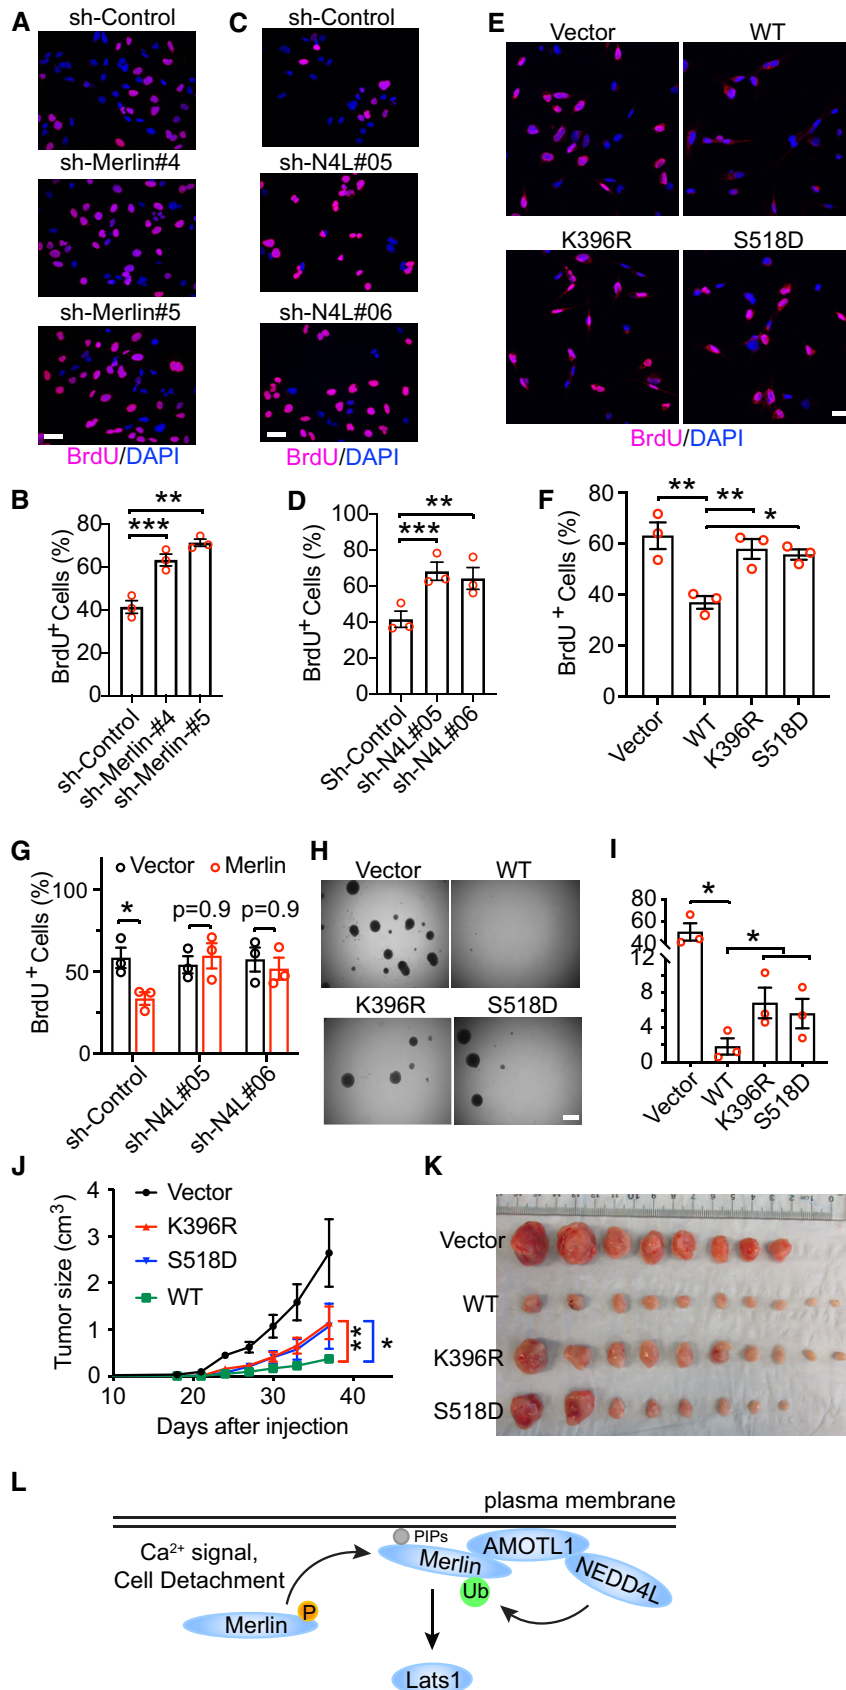 A
sh-Control
sh-Merlin#4
sh-Merlin#5
BrdU/DAPI
C
sh-Control
sh-N4L#05
sh-N4L#06
BrdU/DAPI
E
Vector
WT
K396R
S518D
BrdU/DAPI
B
BrdU+ Cells (%)
80
60
40
20
0
***
**
sh-Control
sh-Merlin-#4
sh-Merlin-#5
D
BrdU+ Cells (%)
100
80
60
40
20
0
***
**
Sh-Control
sh-N4L#05
sh-N4L#06
F
BrdU + Cells (%)
80
60
40
20
0
**
**
*
Vector
WT
K396R
S518D
G
Vector
Merlin
BrdU + Cells (%)
100
50
0
*
p=0.9
p=0.9
sh-Control
sh-N4L#05
sh-N4L#06
H
Vector
WT
K396R
S518D
I
80
60
40
12
8
4
0
*
*
Vector
WT
K396R
S518D
J
Tumor size (cm3)
4
3
2
1
0
Vector
K396R
S518D
WT
**
*
10
20
30
40
Days after injection
K
Vector
WT
K396R
S518D
L
plasma membrane
Ca2+ signal,
Cell Detachment
PIPs
Merlin
AMOTL1
NEDD4L
Ub
Merlin
P
Lats1